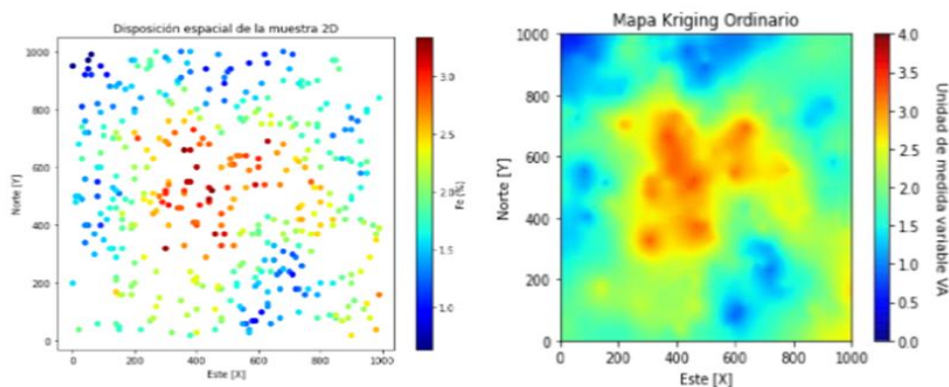 Disposición espacial de la muestra 2D
1000
800
600
400
200
0
0 200 400 600 800 1000
Norte [Y]
Este [X]
3.0
2.5
2.0
1.5
1.0
Fe [%]
Mapa Kriging Ordinario
1000
800
600
400
200
0
0 200 400 600 800 1000
Norte [Y]
Este [X]
4.0
3.5
3.0
2.5
2.0
1.5
1.0
0.5
0.0
Unidad de medida variable VA